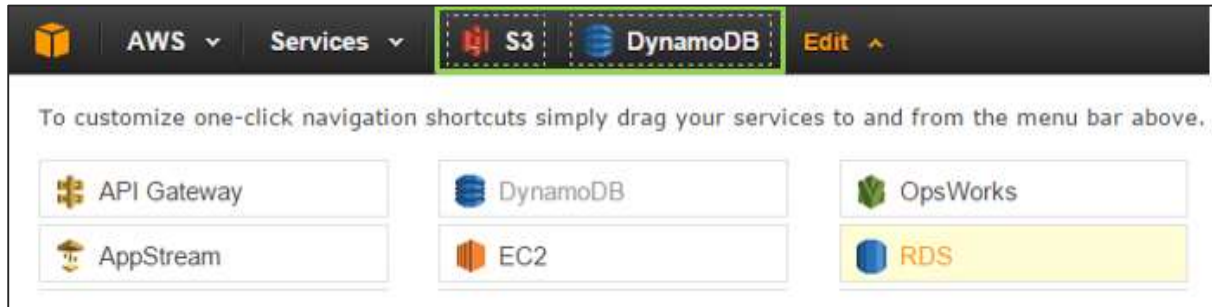 AWS Services S3 DynamoDB Edit
To customize one-click navigation shortcuts simply drag your services to and from the menu bar above.
API Gateway DynamoDB OpsWorks
AppStream EC2 RDS